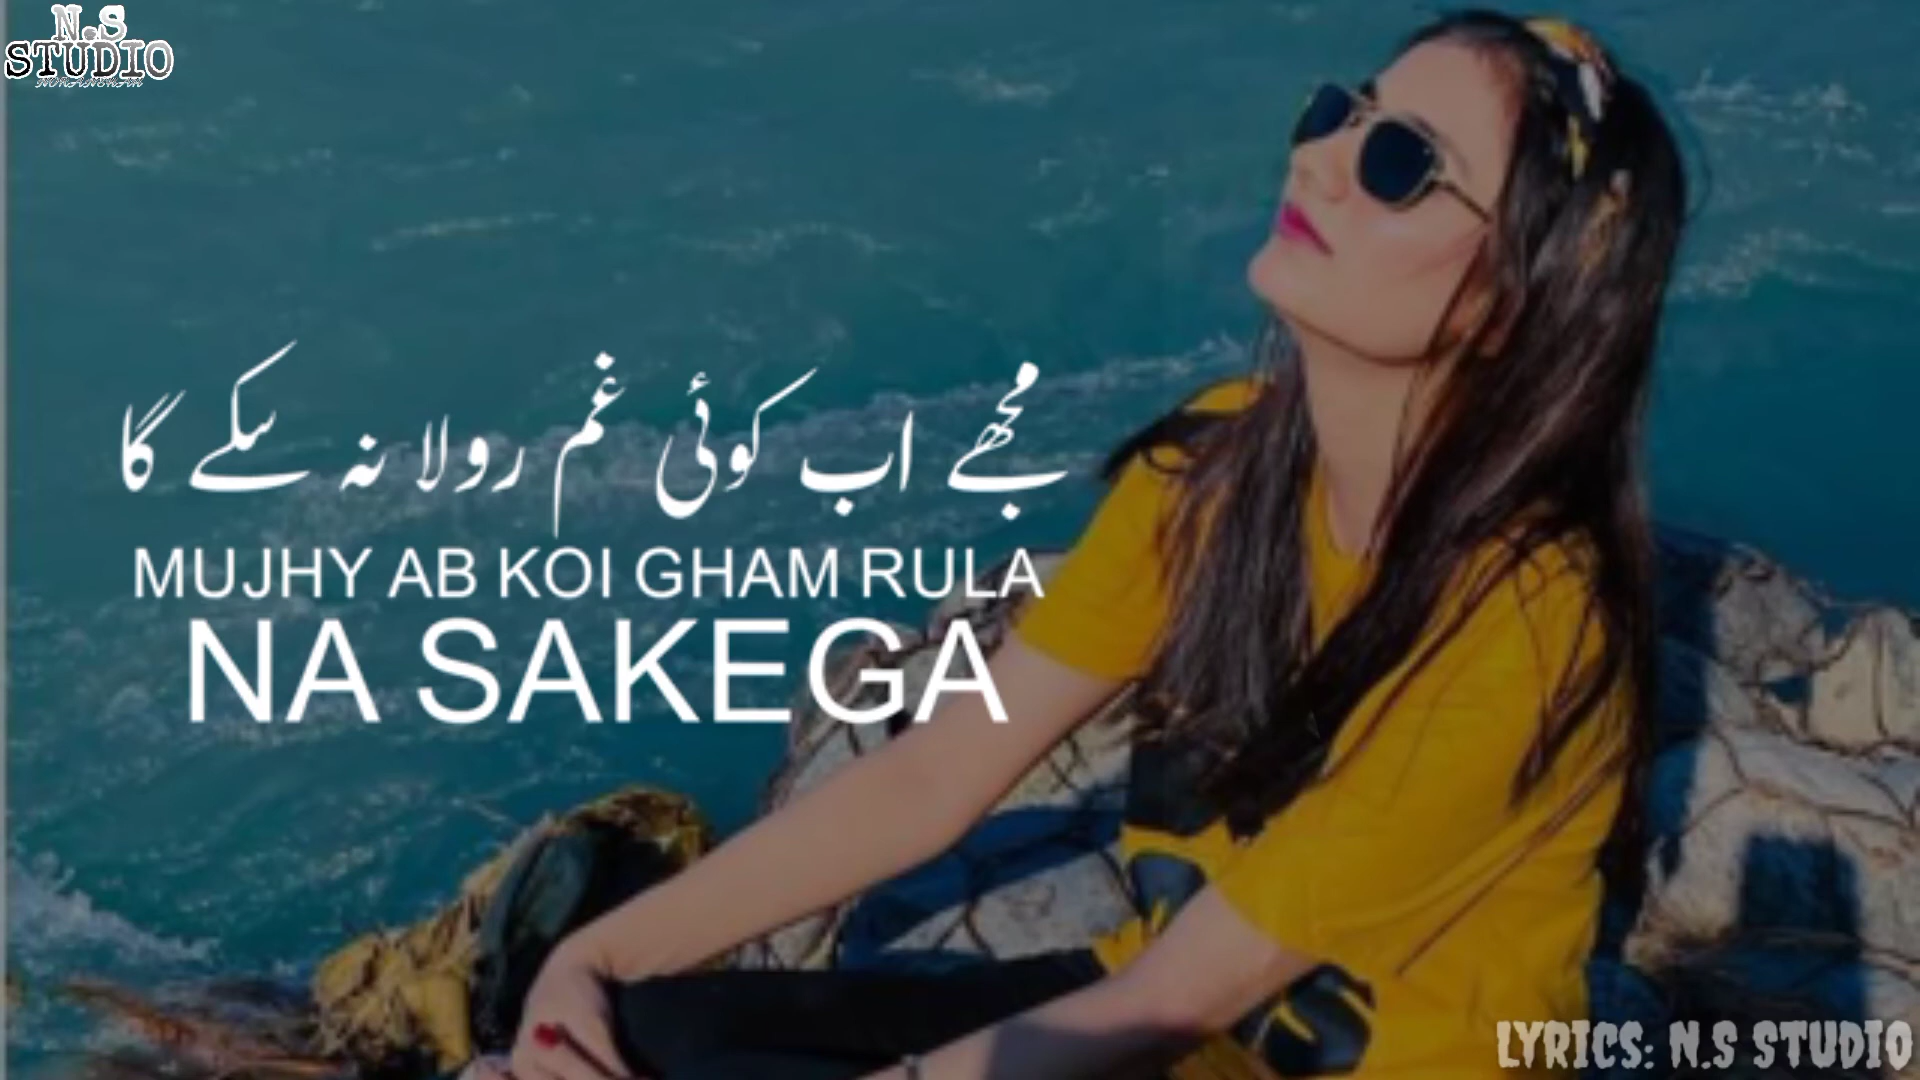 N.S
STUDIO
مجھے اب کوئی غم رولا نہ سکے گا
MUJHY AB KOI GHAM RULA
NA SAKEGA
LYRICS: N.S STUDIO